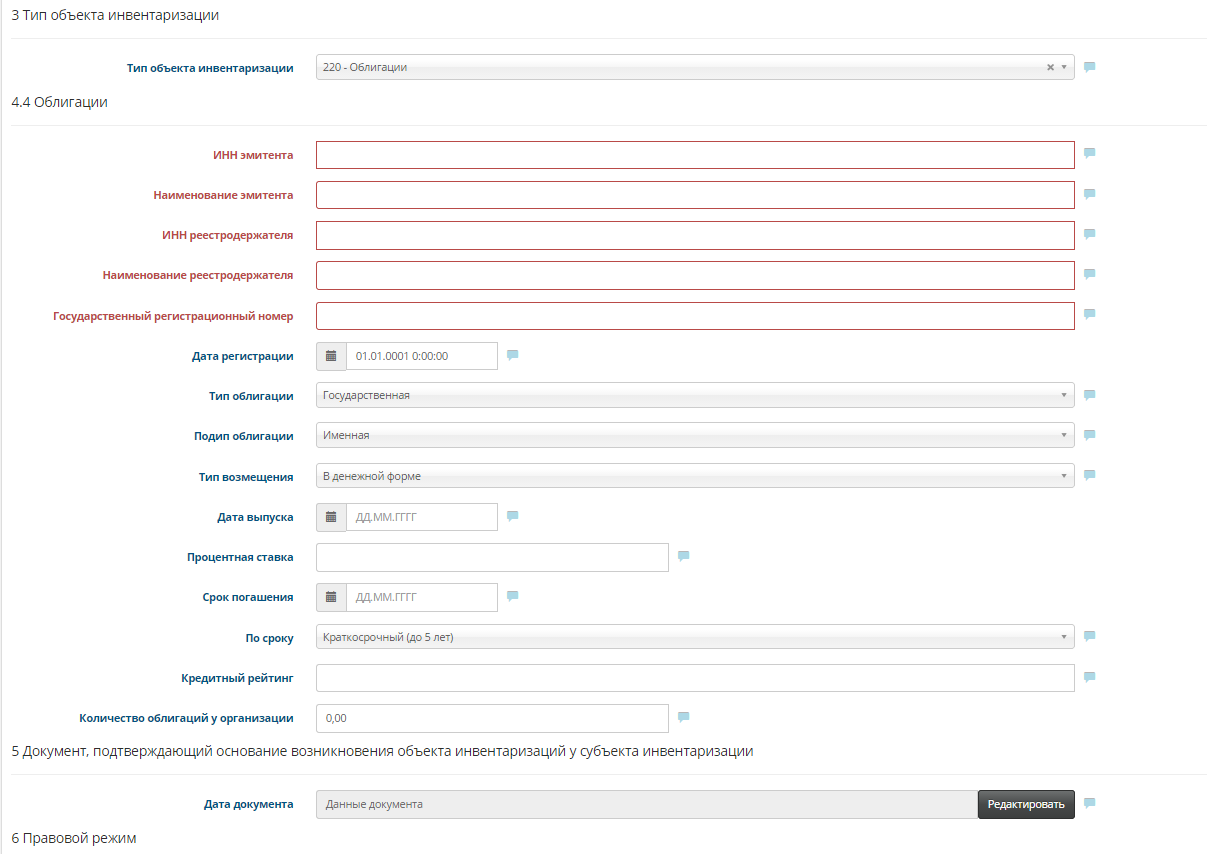 3 Тип объекта инвентаризации
Тип объекта инвентаризации 220 - Облигации
4.4 Облигации
ИНН эмитента
Наименование эмитента
ИНН реестродержателя
Наименование реестродержателя
Государственный регистрационный номер
Дата регистрации 01.01.0001 0:00:00
Тип облигации Государственная
Подип облигации Именная
Тип возмещения В денежной форме
Дата выпуска ДД.ММ.ГГГГ
Процентная ставка
Срок погашения ДД.ММ.ГГГГ
По сроку Краткосрочный (до 5 лет)
Кредитный рейтинг
Количество облигаций у организации 0,00
5 Документ, подтверждающий основание возникновения объекта инвентаризаций у субъекта инвентаризации
Дата документа Данные документа Редактировать
6 Правовой режим